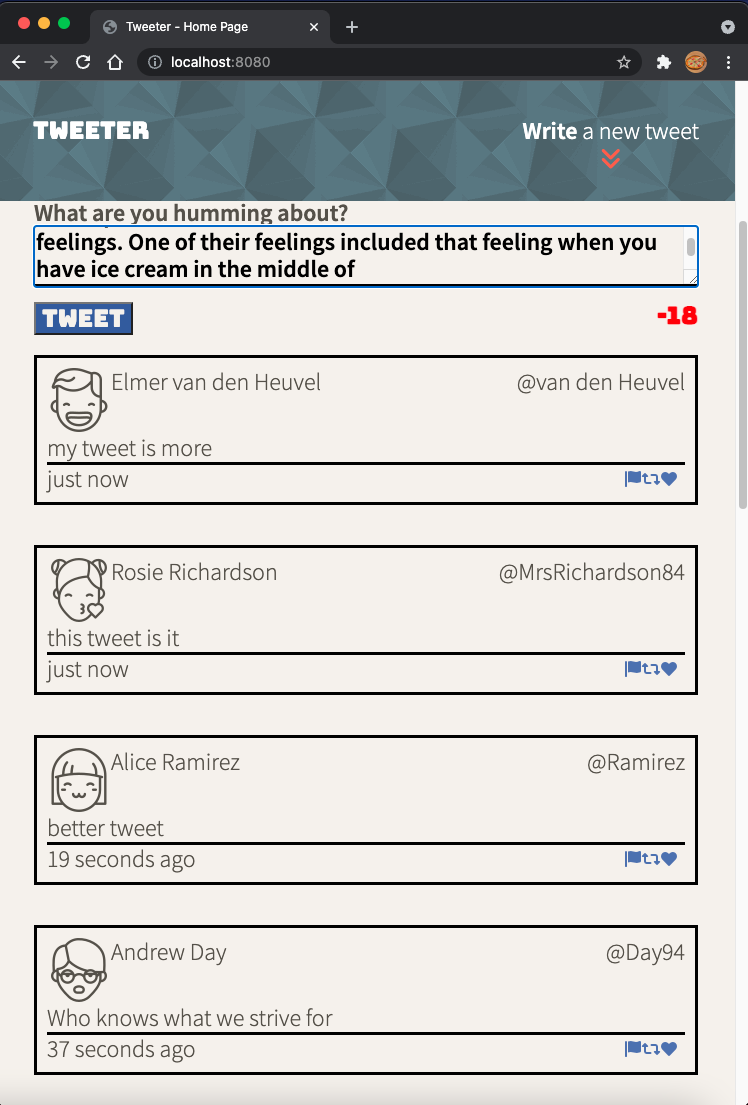 Tweeter - Home Page
localhost:8080
TWEETER
Write a new tweet
What are you humming about?
feelings. One of their feelings included that feeling when you
have ice cream in the middle of
TWEET
-18
Elmer van den Heuvel
@van den Heuvel
my tweet is more
just now
Rosie Richardson
@MrsRichardson84
this tweet is it
just now
Alice Ramirez
@Ramirez
better tweet
19 seconds ago
Andrew Day
@Day94
Who knows what we strive for
37 seconds ago